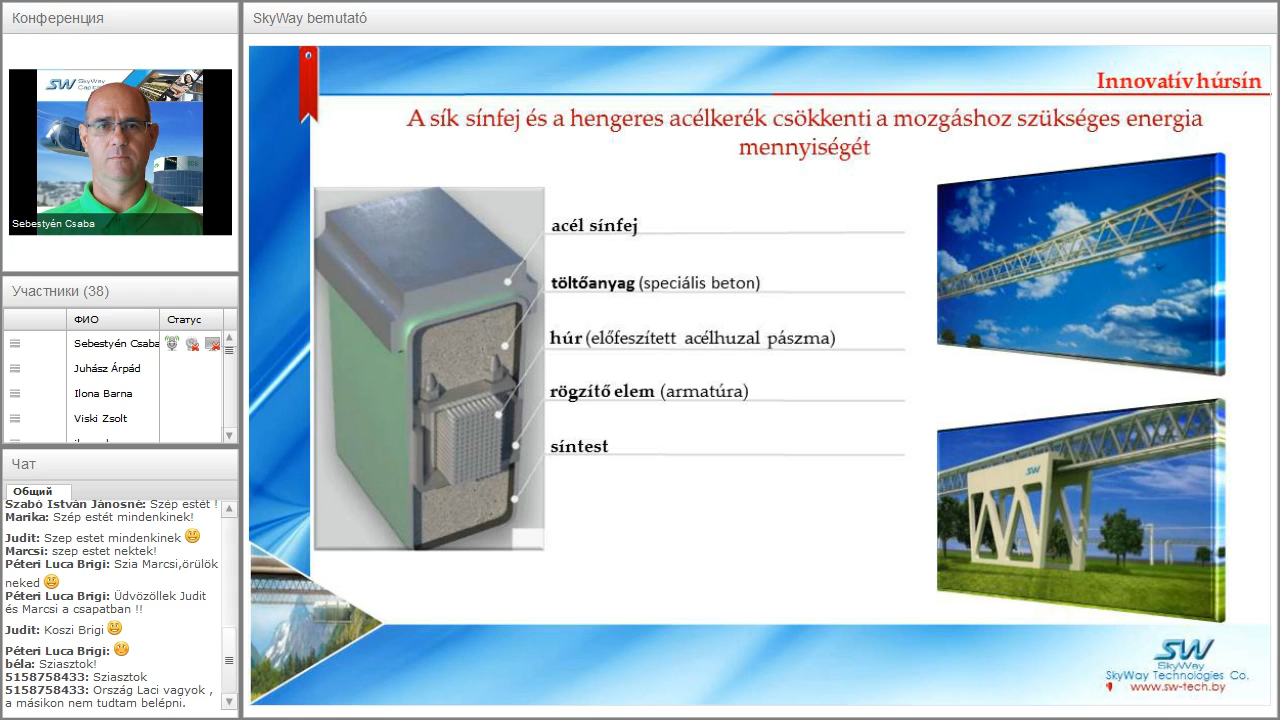 Конференция
SW SkyWay
Sebestyén Csaba
Участники (38)
ФИО
Статус
Sebestyén Csaba
Juhász Árpád
Ilona Barna
Viski Zsolt
Чат
Общий
Szabó István Jánosné: Szép estét !
Marika: Szép estét mindenkinek!
Judit: Szep estet mindenkinek
Marcsi: szep estet nektek!
Péteri Luca Brigi: Szia Marcsi,örülök
neked
Péteri Luca Brigi: Üdvözöllek Judit
és Marcsi a csapatban !!
Judit: Koszi Brigi
Péteri Luca Brigi:
béla: Sziasztok!
5158758433: Sziasztok
5158758433: Ország Laci vagyok ,
a másikon nem tudtam belépni.
SkyWay bemutató
Innovatív húrsín
A sík sínfej és a hengeres acélkerék csökkenti a mozgáshoz szükséges energia
mennyiségét
acél sínfej
töltőanyag (speciális beton)
húr (előfeszített acélhuzal pászma)
rögzítő elem (armatúra)
síntest
SW
SW
SkyWay
SkyWay Technologies Co.
www.sw-tech.by